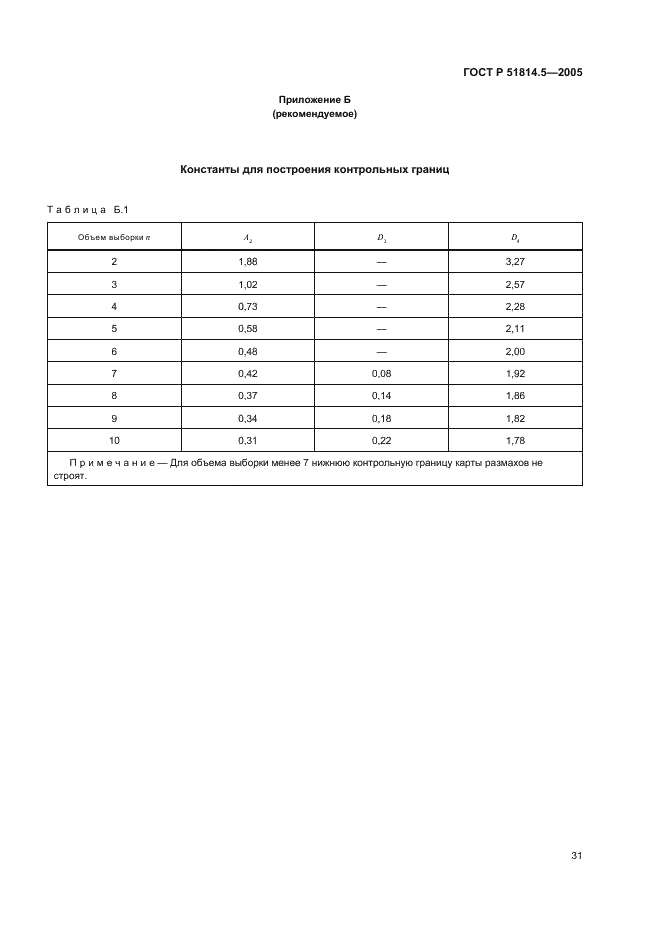 ГОСТ Р 51814.5—2005
Приложение Б
(рекомендуемое)
Константы для построения контрольных границ
Таблица Б.1
Объем выборки n A₂ D₃ D₄
2 1,88 — 3,27
3 1,02 — 2,57
4 0,73 — 2,28
5 0,58 — 2,11
6 0,48 — 2,00
7 0,42 0,08 1,92
8 0,37 0,14 1,86
9 0,34 0,18 1,82
10 0,31 0,22 1,78
Примечание — Для объема выборки менее 7 нижнюю контрольную границу карты размахов не
строят.
31